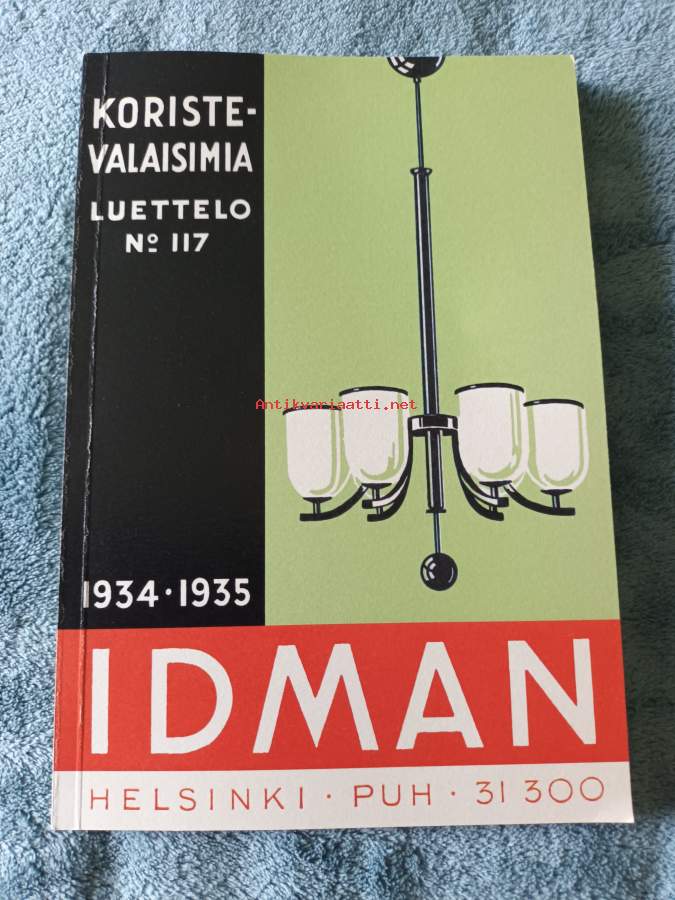 KORISTE-
VALAISIMIA
LUETTELO
Nº 117
Antikvariaatti.net
1934·1935
IDMAN
HELSINKI · PUH · 31 300